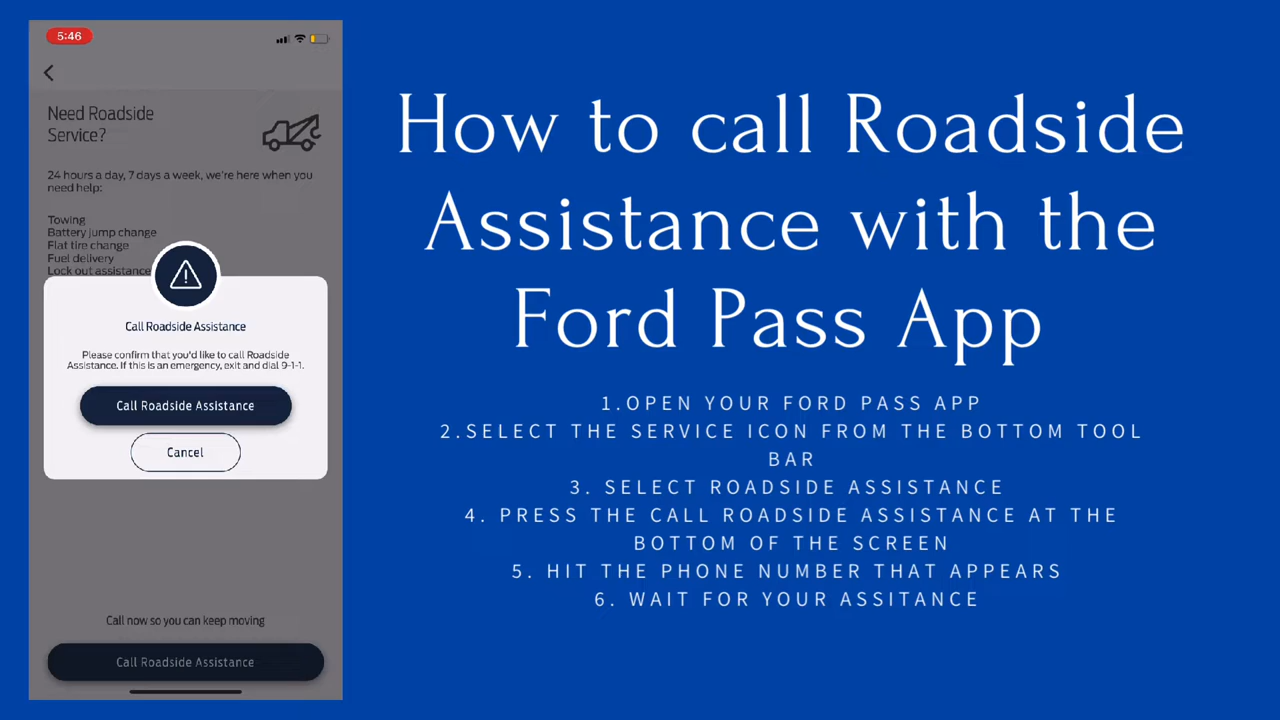 5:46
Need Roadside
Service?
24 hours a day, 7 days a week, we're here when you
need help:
Towing
Battery jump change
Flat tire change
Fuel delivery
Lock out assistance
Call Roadside Assistance
Please confirm that you'd like to call Roadside
Assistance. If this is an emergency, exit and dial 9-1-1.
Call Roadside Assistance
Cancel
Call now so you can keep moving
Call Roadside Assistance
How to call Roadside
Assistance with the
Ford Pass App
1.OPEN YOUR FORD PASS APP
2.SELECT THE SERVICE ICON FROM THE BOTTOM TOOL
BAR
3. SELECT ROADSIDE ASSISTANCE
4. PRESS THE CALL ROADSIDE ASSISTANCE AT THE
BOTTOM OF THE SCREEN
5. HIT THE PHONE NUMBER THAT APPEARS
6. WAIT FOR YOUR ASSITANCE